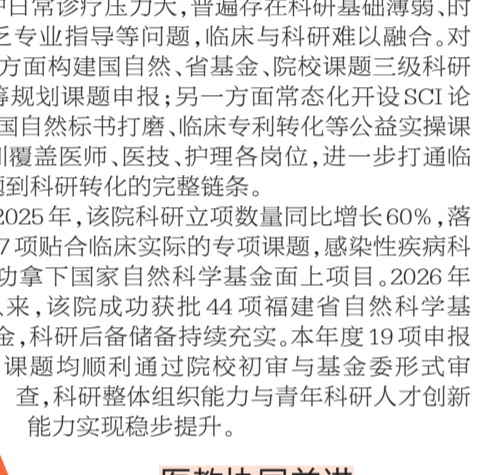 日常诊疗压力大,普遍存在科研基础薄弱、时
乏专业指导等问题,临床与科研难以融合。对
方面构建国自然、省基金、院校课题三级科研
筹规划课题申报;另一方面常态化开设SCI论
国自然标书打磨、临床专利转化等公益实操课
训覆盖医师、医技、护理各岗位,进一步打通临
题到科研转化的完整链条。
2025年,该院科研立项数量同比增长60%,落
7项贴合临床实际的专项课题,感染性疾病科
功拿下国家自然科学基金面上项目。2026年
以来,该院成功获批44项福建省自然科学基
金,科研后备储备持续充实。本年度19项申报
课题均顺利通过院校初审与基金委形式审
查,科研整体组织能力与青年科研人才创新
能力实现稳步提升。
医教协同并进